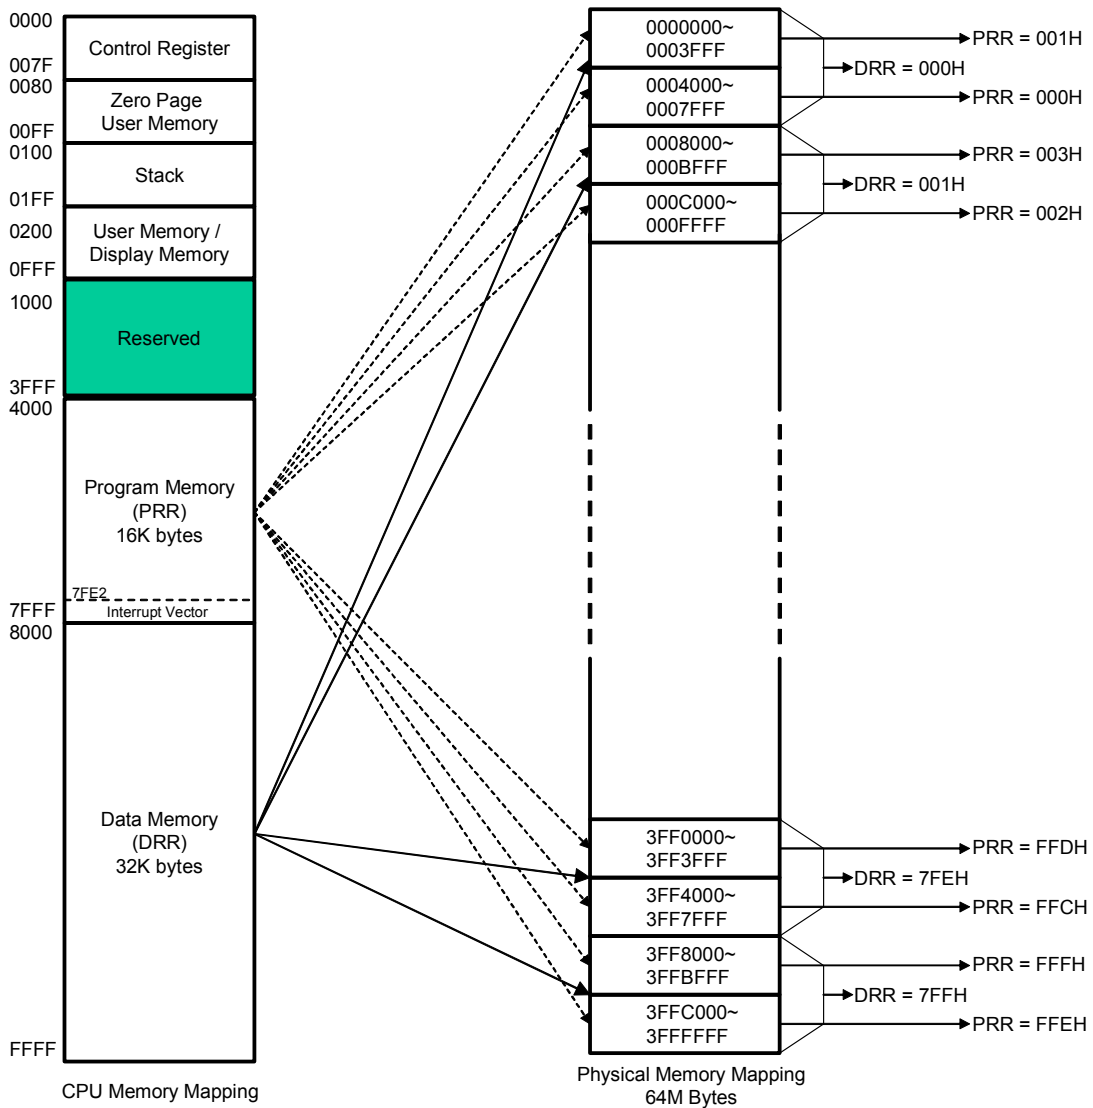 0000
Control Register
007F
0080
Zero Page
User Memory
00FF
0100
Stack
01FF
0200
User Memory /
Display Memory
0FFF
1000
Reserved
3FFF
4000
Program Memory
(PRR)
16K bytes
7FE2
Interrupt Vector
7FFF
8000
Data Memory
(DRR)
32K bytes
FFFF
CPU Memory Mapping
0000000~
0003FFF
PRR = 001H
DRR = 000H
0004000~
0007FFF
PRR = 000H
0008000~
000BFFF
PRR = 003H
DRR = 001H
000C000~
000FFFF
PRR = 002H
3FF0000~
3FF3FFF
PRR = FFDH
DRR = 7FEH
3FF4000~
3FF7FFF
PRR = FFCH
3FF8000~
3FFBFFF
PRR = FFFH
DRR = 7FFH
3FFC000~
3FFFFFF
PRR = FFEH
Physical Memory Mapping
64M Bytes